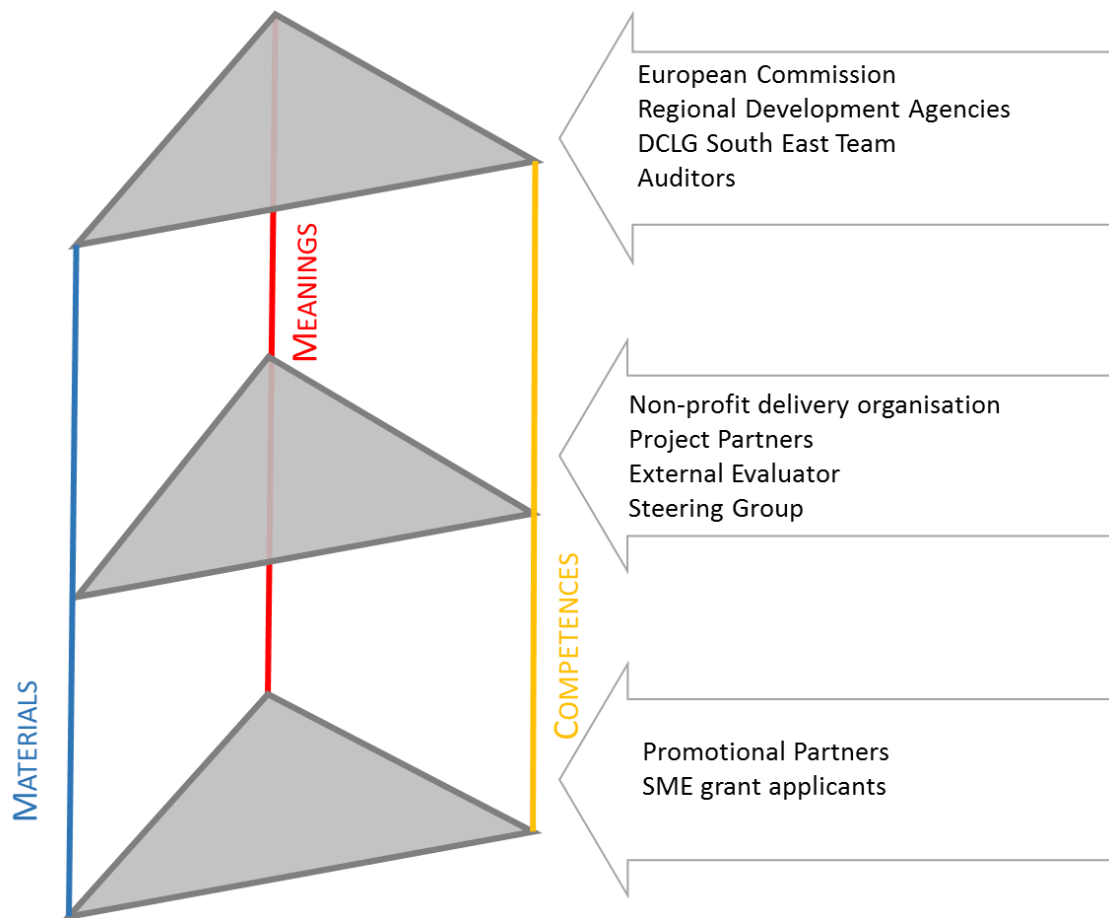 European Commission
Regional Development Agencies
DCLG South East Team
Auditors
MEANINGS
Non-profit delivery organisation
Project Partners
External Evaluator
Steering Group
COMPETENCES
MATERIALS
Promotional Partners
SME grant applicants